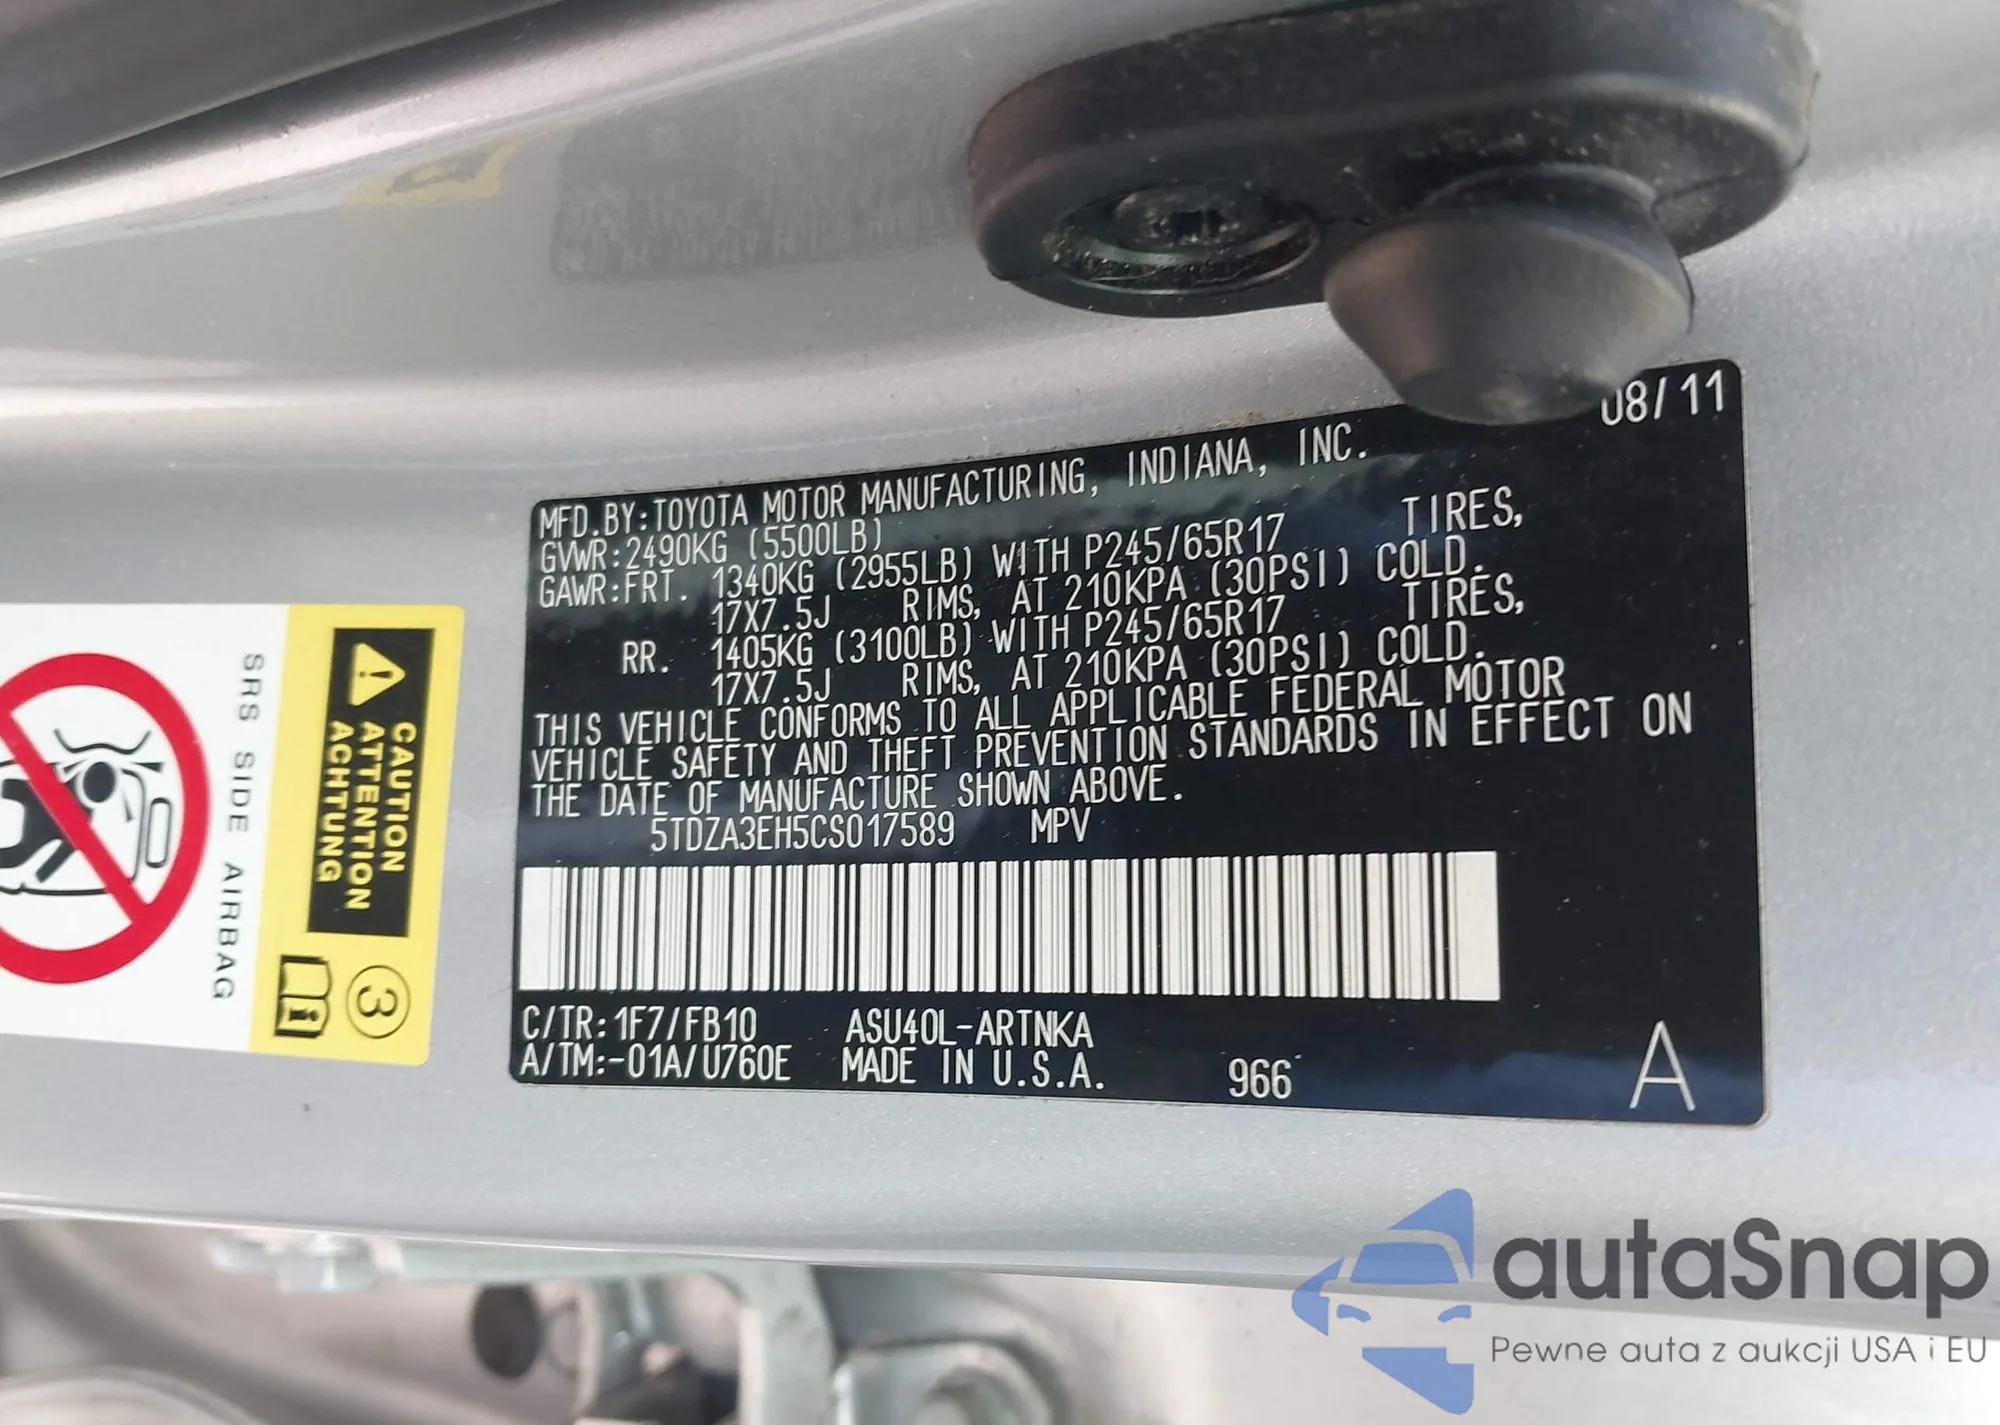 08/11
MFD.BY:TOYOTA MOTOR MANUFACTURING, INDIANA, INC.
GVWR:2490KG (5500LB)
GAWR:FRT. 1340KG (2955LB) WITH P245/65R17 TIRES,
17X7.5J RIMS, AT 210KPA (30PSI) COLD.
RR. 1405KG (3100LB) WITH P245/65R17 TIRES,
17X7.5J RIMS, AT 210KPA (30PSI) COLD.
THIS VEHICLE CONFORMS TO ALL APPLICABLE FEDERAL MOTOR
VEHICLE SAFETY AND THEFT PREVENTION STANDARDS IN EFFECT ON
THE DATE OF MANUFACTURE SHOWN ABOVE.
5TDZA3EH5CS017589 MPV
C/TR:1F7/FB10 ASU40L-ARTNKA
A/TM:-01A/U760E MADE IN U.S.A. 966 A
CAUTION
ATTENTION
ACHTUNG
3
SRS SIDE AIRBAG
autaSnap
Pewne auta z aukcji USA i EU